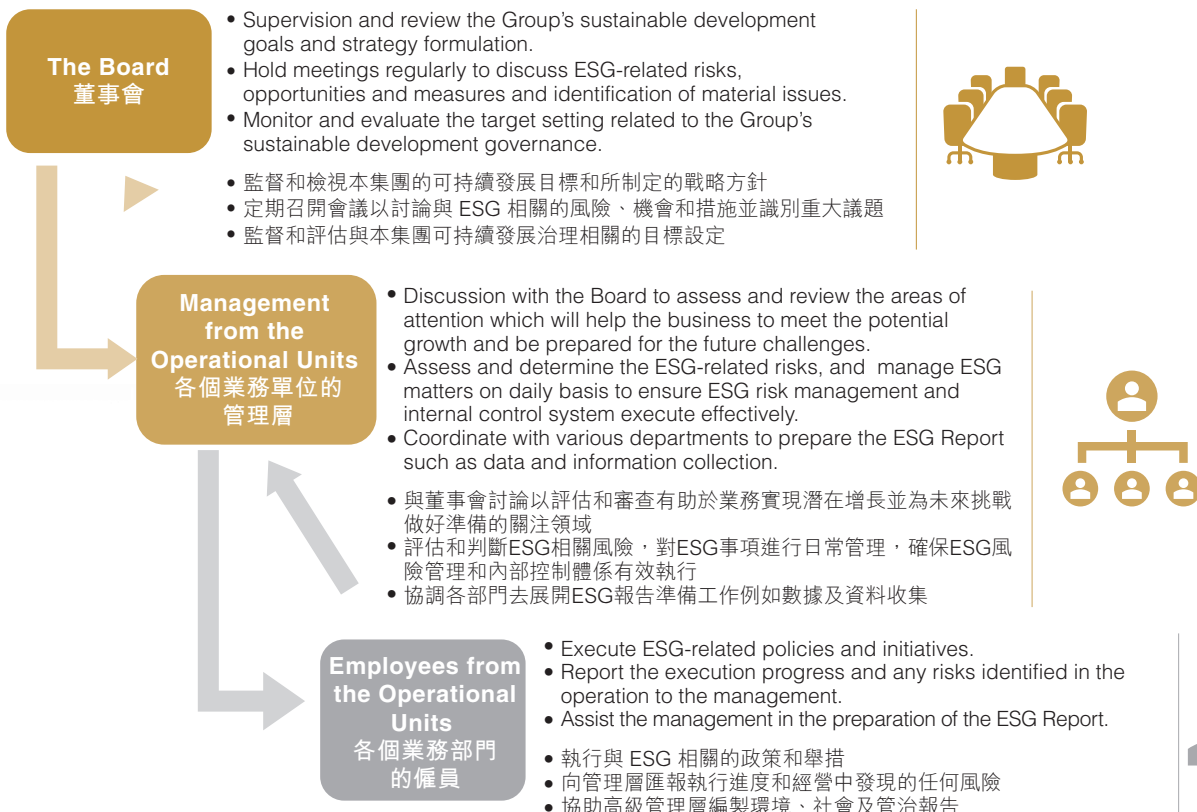 The Board
董事會
• Supervision and review the Group's sustainable development
goals and strategy formulation.
• Hold meetings regularly to discuss ESG-related risks,
opportunities and measures and identification of material issues.
• Monitor and evaluate the target setting related to the Group's
sustainable development governance.
• 監督和檢視本集團的可持續發展目標和所制定的戰略方針
• 定期召開會議以討論與 ESG 相關的風險、機會和措施並識別重大議題
• 監督和評估與本集團可持續發展治理相關的目標設定
Management
from the
Operational Units
各個業務單位的
管理層
• Discussion with the Board to assess and review the areas of
attention which will help the business to meet the potential
growth and be prepared for the future challenges.
• Assess and determine the ESG-related risks, and manage ESG
matters on daily basis to ensure ESG risk management and
internal control system execute effectively.
• Coordinate with various departments to prepare the ESG Report
such as data and information collection.
• 與董事會討論以評估和審查有助於業務實現潛在增長並為未來挑戰
做好準備的關注領域
• 評估和判斷ESG相關風險，對ESG事項進行日常管理，確保ESG風
險管理和內部控制體係有效執行
• 協調各部門去展開ESG報告準備工作例如數據及資料收集
Employees from
the Operational
Units
各個業務部門
的僱員
• Execute ESG-related policies and initiatives.
• Report the execution progress and any risks identified in the
operation to the management.
• Assist the management in the preparation of the ESG Report.
• 執行與 ESG 相關的政策和舉措
• 向管理層匯報執行進度和經營中發現的任何風險
• 協助高級管理層編製環境、社會及管治報告